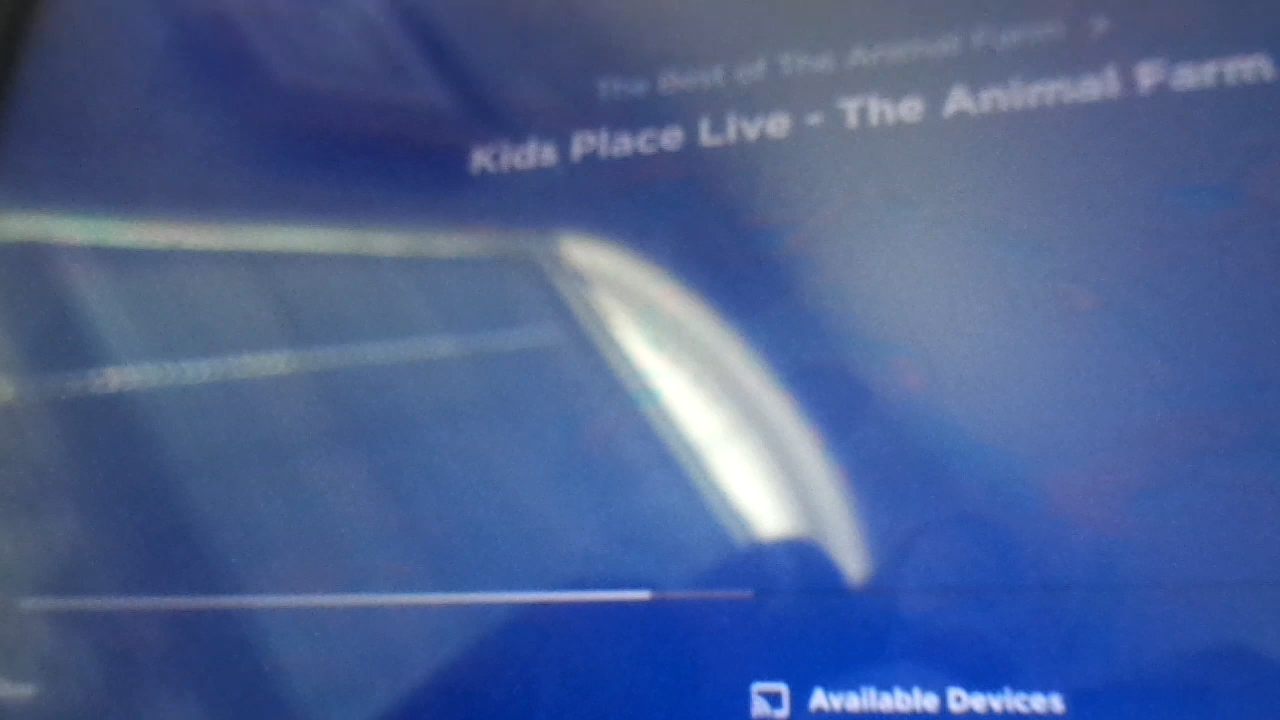 The Best of The Animal Farm
Kids Place Live - The Animal Farm
Available Devices